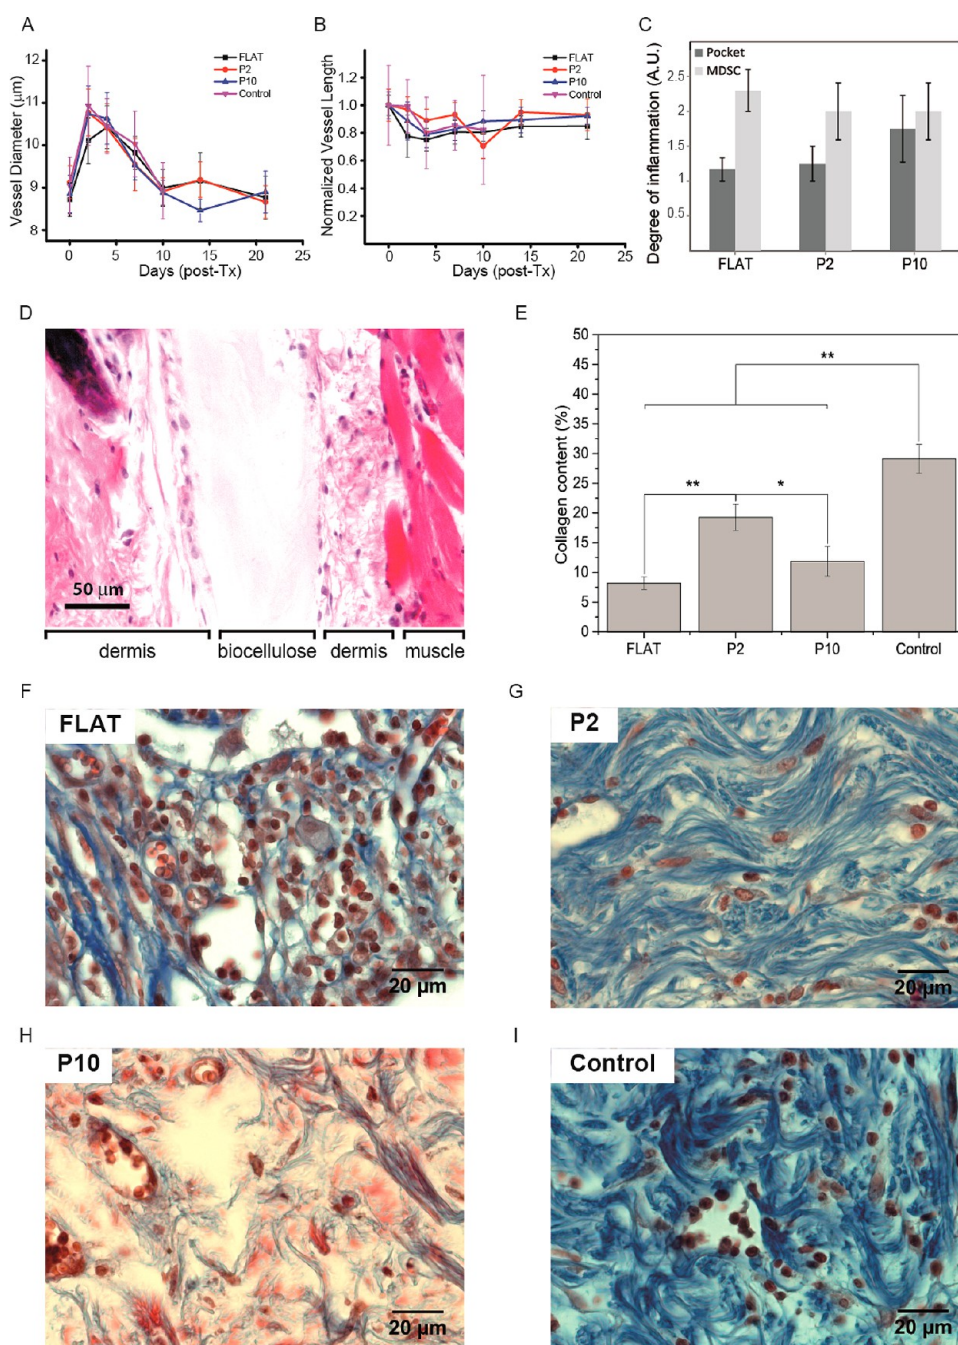 A
FLAT
P2
P10
Control
12
11
10
9
8
Vessel Diameter (μm)
0 5 10 15 20 25
Days (post-Tx)
B
FLAT
P2
P10
Control
1.2
1.0
0.8
0.6
0.4
0.2
Normalized Vessel Length
0 5 10 15 20 25
Days (post-Tx)
C
Pocket
MDSC
2.5
2
1.5
1
0.5
Degree of inflammation (A.U.)
FLAT P2 P10
D
50 μm
dermis biocellulose dermis muscle
E
50
45
40
35
30
25
20
15
10
5
0
Collagen content (%)
**
** *
FLAT P2 P10 Control
F
FLAT
20 μm
G
P2
20 μm
H
P10
20 μm
I
Control
20 μm